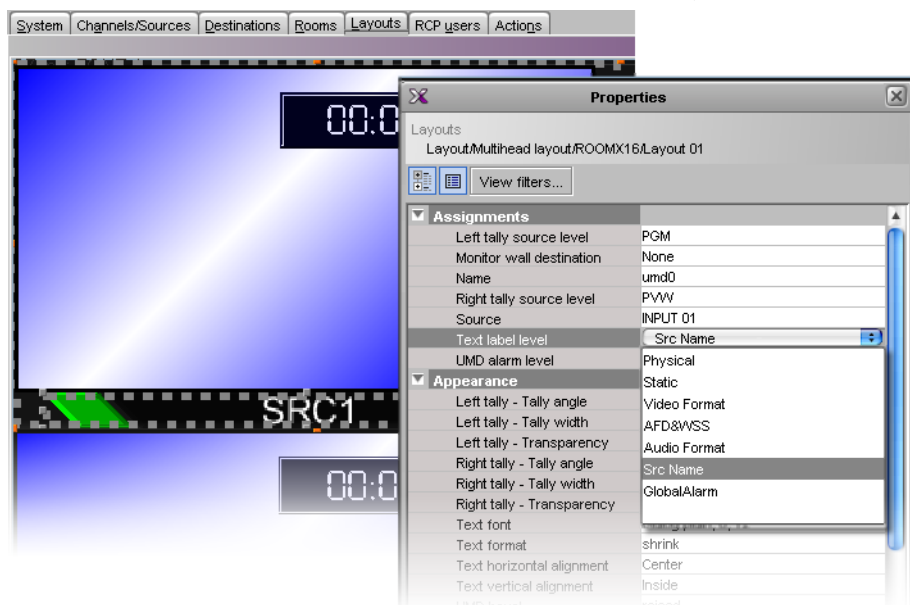 System Channels/Sources Destinations Rooms Layouts RCP users Actions
00:0
Properties
Layouts
Layout/Multihead layout/ROOMX16/Layout 01
View filters...
Assignments
Left tally source level PGM
Monitor wall destination None
Name umd0
Right tally source level PVW
Source INPUT 01
Text label level Src Name
UMD alarm level Physical
Static
Video Format
AFD&WSS
Audio Format
Src Name
GlobalAlarm
Appearance
Left tally - Tally angle
Left tally - Tally width
Left tally - Transparency
Right tally - Tally angle
Right tally - Tally width
Right tally - Transparency
Text font
Text format shrink
Text horizontal alignment Center
Text vertical alignment Inside
SRC1
00:0